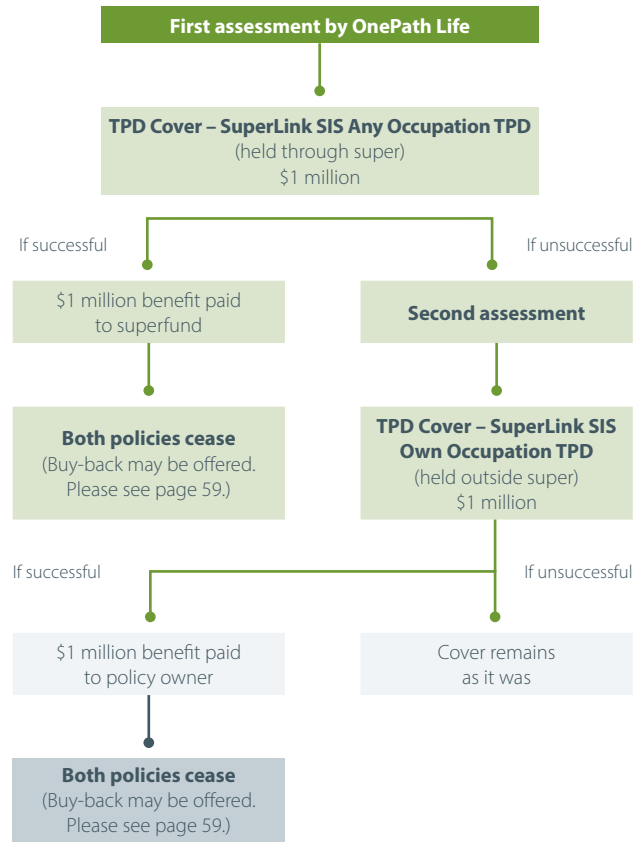 First assessment by OnePath Life
TPD Cover – SuperLink SIS Any Occupation TPD
(held through super)
$1 million
If successful
If unsuccessful
$1 million benefit paid
to superfund
Second assessment
Both policies cease
(Buy-back may be offered.
Please see page 59.)
TPD Cover – SuperLink SIS
Own Occupation TPD
(held outside super)
$1 million
If successful
If unsuccessful
$1 million benefit paid
to policy owner
Cover remains
as it was
Both policies cease
(Buy-back may be offered.
Please see page 59.)